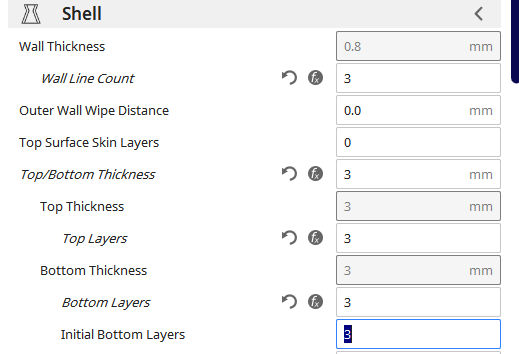 Shell
Wall Thickness 0.8 mm
Wall Line Count 3
Outer Wall Wipe Distance 0.0 mm
Top Surface Skin Layers 0
Top/Bottom Thickness 3 mm
Top Thickness 3 mm
Top Layers 3
Bottom Thickness 3 mm
Bottom Layers 3
Initial Bottom Layers 3